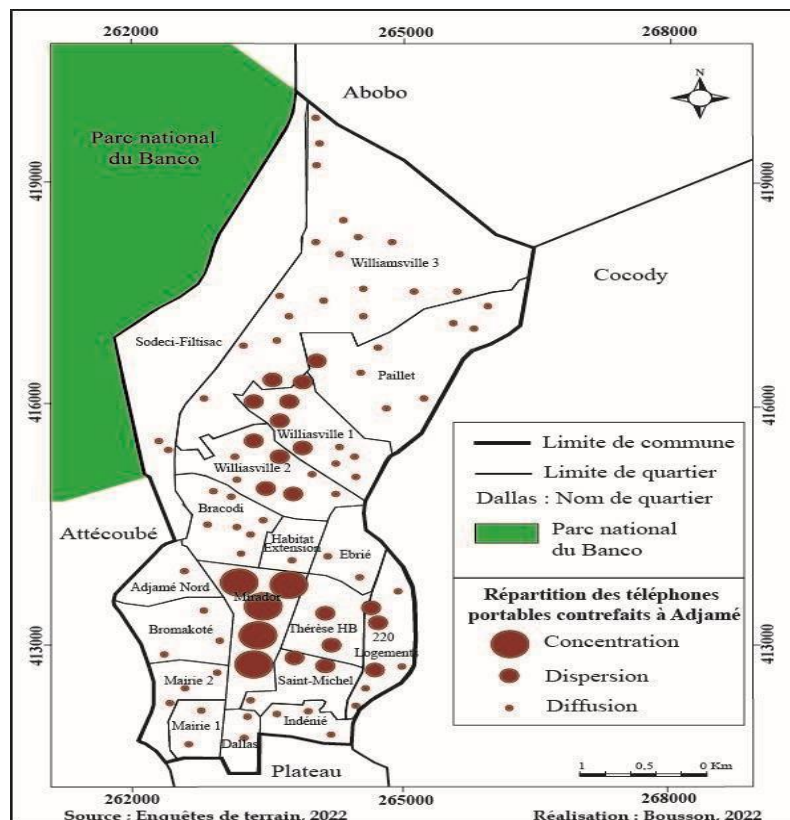 262000 265000 268000
Abobo
N
Parc national
du Banco
419000 419000
Williamsville 3
Cocody
Sodeci-Filtisac
Paillet
416000 416000
Williasville 1
Williasville 2
Bracodi
Attécoubé
Habitat
Extension
Ebrié
Adjamé Nord
Mirador
Bromakoté
Thérèse HB
220
Logements
413000 413000
Mairie 2
Saint-Michel
Mairie 1
Indénié
Dallas
Plateau
Limite de commune
Limite de quartier
Dallas : Nom de quartier
Parc national
du Banco
Répartition des téléphones
portables contrefaits à Adjamé
Concentration
Dispersion
Diffusion
1 0,5 0 Km
262000 265000 268000
Source : Enquêtes de terrain, 2022 Réalisation : Bousson, 2022